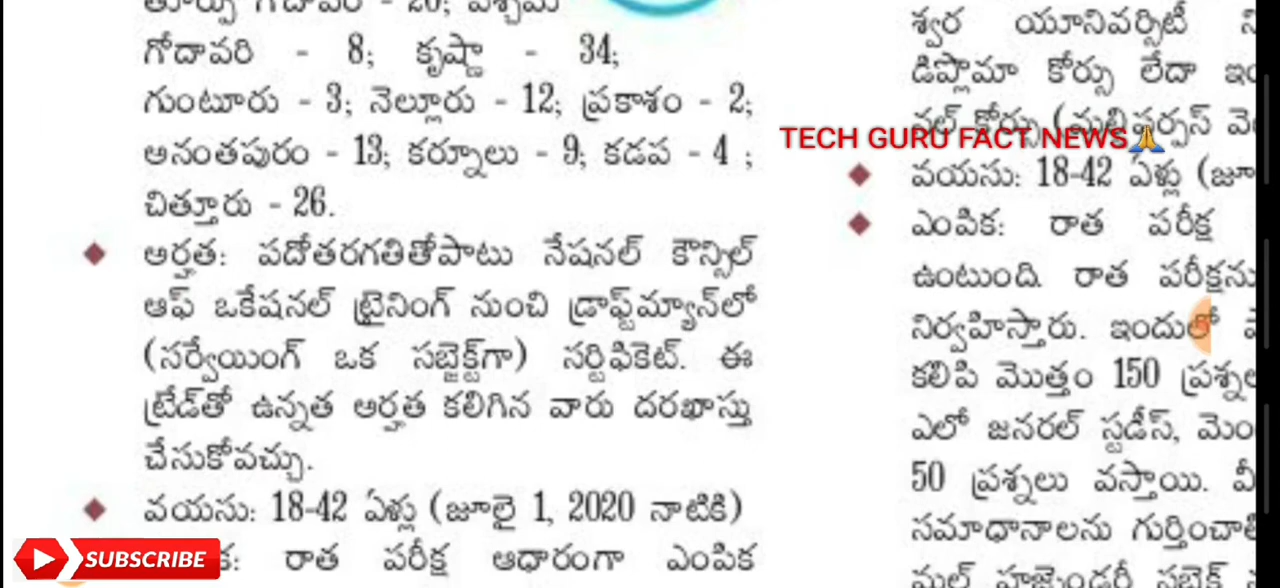 గోదావరి - 8; కృష్ణా - 34;
గుంటూరు - 3; నెల్లూరు - 12; ప్రకాశం - 2;
అనంతపురం - 13; కర్నూలు - 9; కడప - 4 ;
చిత్తూరు - 26.
◆ అర్హత: పదోతరగతితోపాటు నేషనల్ కౌన్సిల్
ఆఫ్ ఒకేషనల్ ట్రైనింగ్ నుంచి డ్రాఫ్ట్‌మ్యాన్‌లో
(సర్వేయింగ్ ఒక సబ్జెక్ట్‌గా) సర్టిఫికెట్. ఈ
ట్రేడ్‌తో ఉన్నత అర్హత కలిగిన వారు దరఖాస్తు
చేసుకోవచ్చు.
◆ వయసు: 18-42 ఏళ్లు (జూలై 1, 2020 నాటికి)
రాత పరీక్ష ఆధారంగా ఎంపిక
SUBSCRIBE
శ్వర యూనివర్సిటీ
డిప్లొమా కోర్సు లేదా
TECH GURU FACT NEWS🙏
◆ వయసు: 18-42 ఏళ్లు
◆ ఎంపిక: రాత పరీక్ష
ఉంటుంది. రాత పరీక్షను
నిర్వహిస్తారు. ఇందులో
కలిపి మొత్తం 150
ఎలో జనరల్ స్టడీస్,
50 ప్రశ్నలు వస్తాయి.
సమాధానాలను